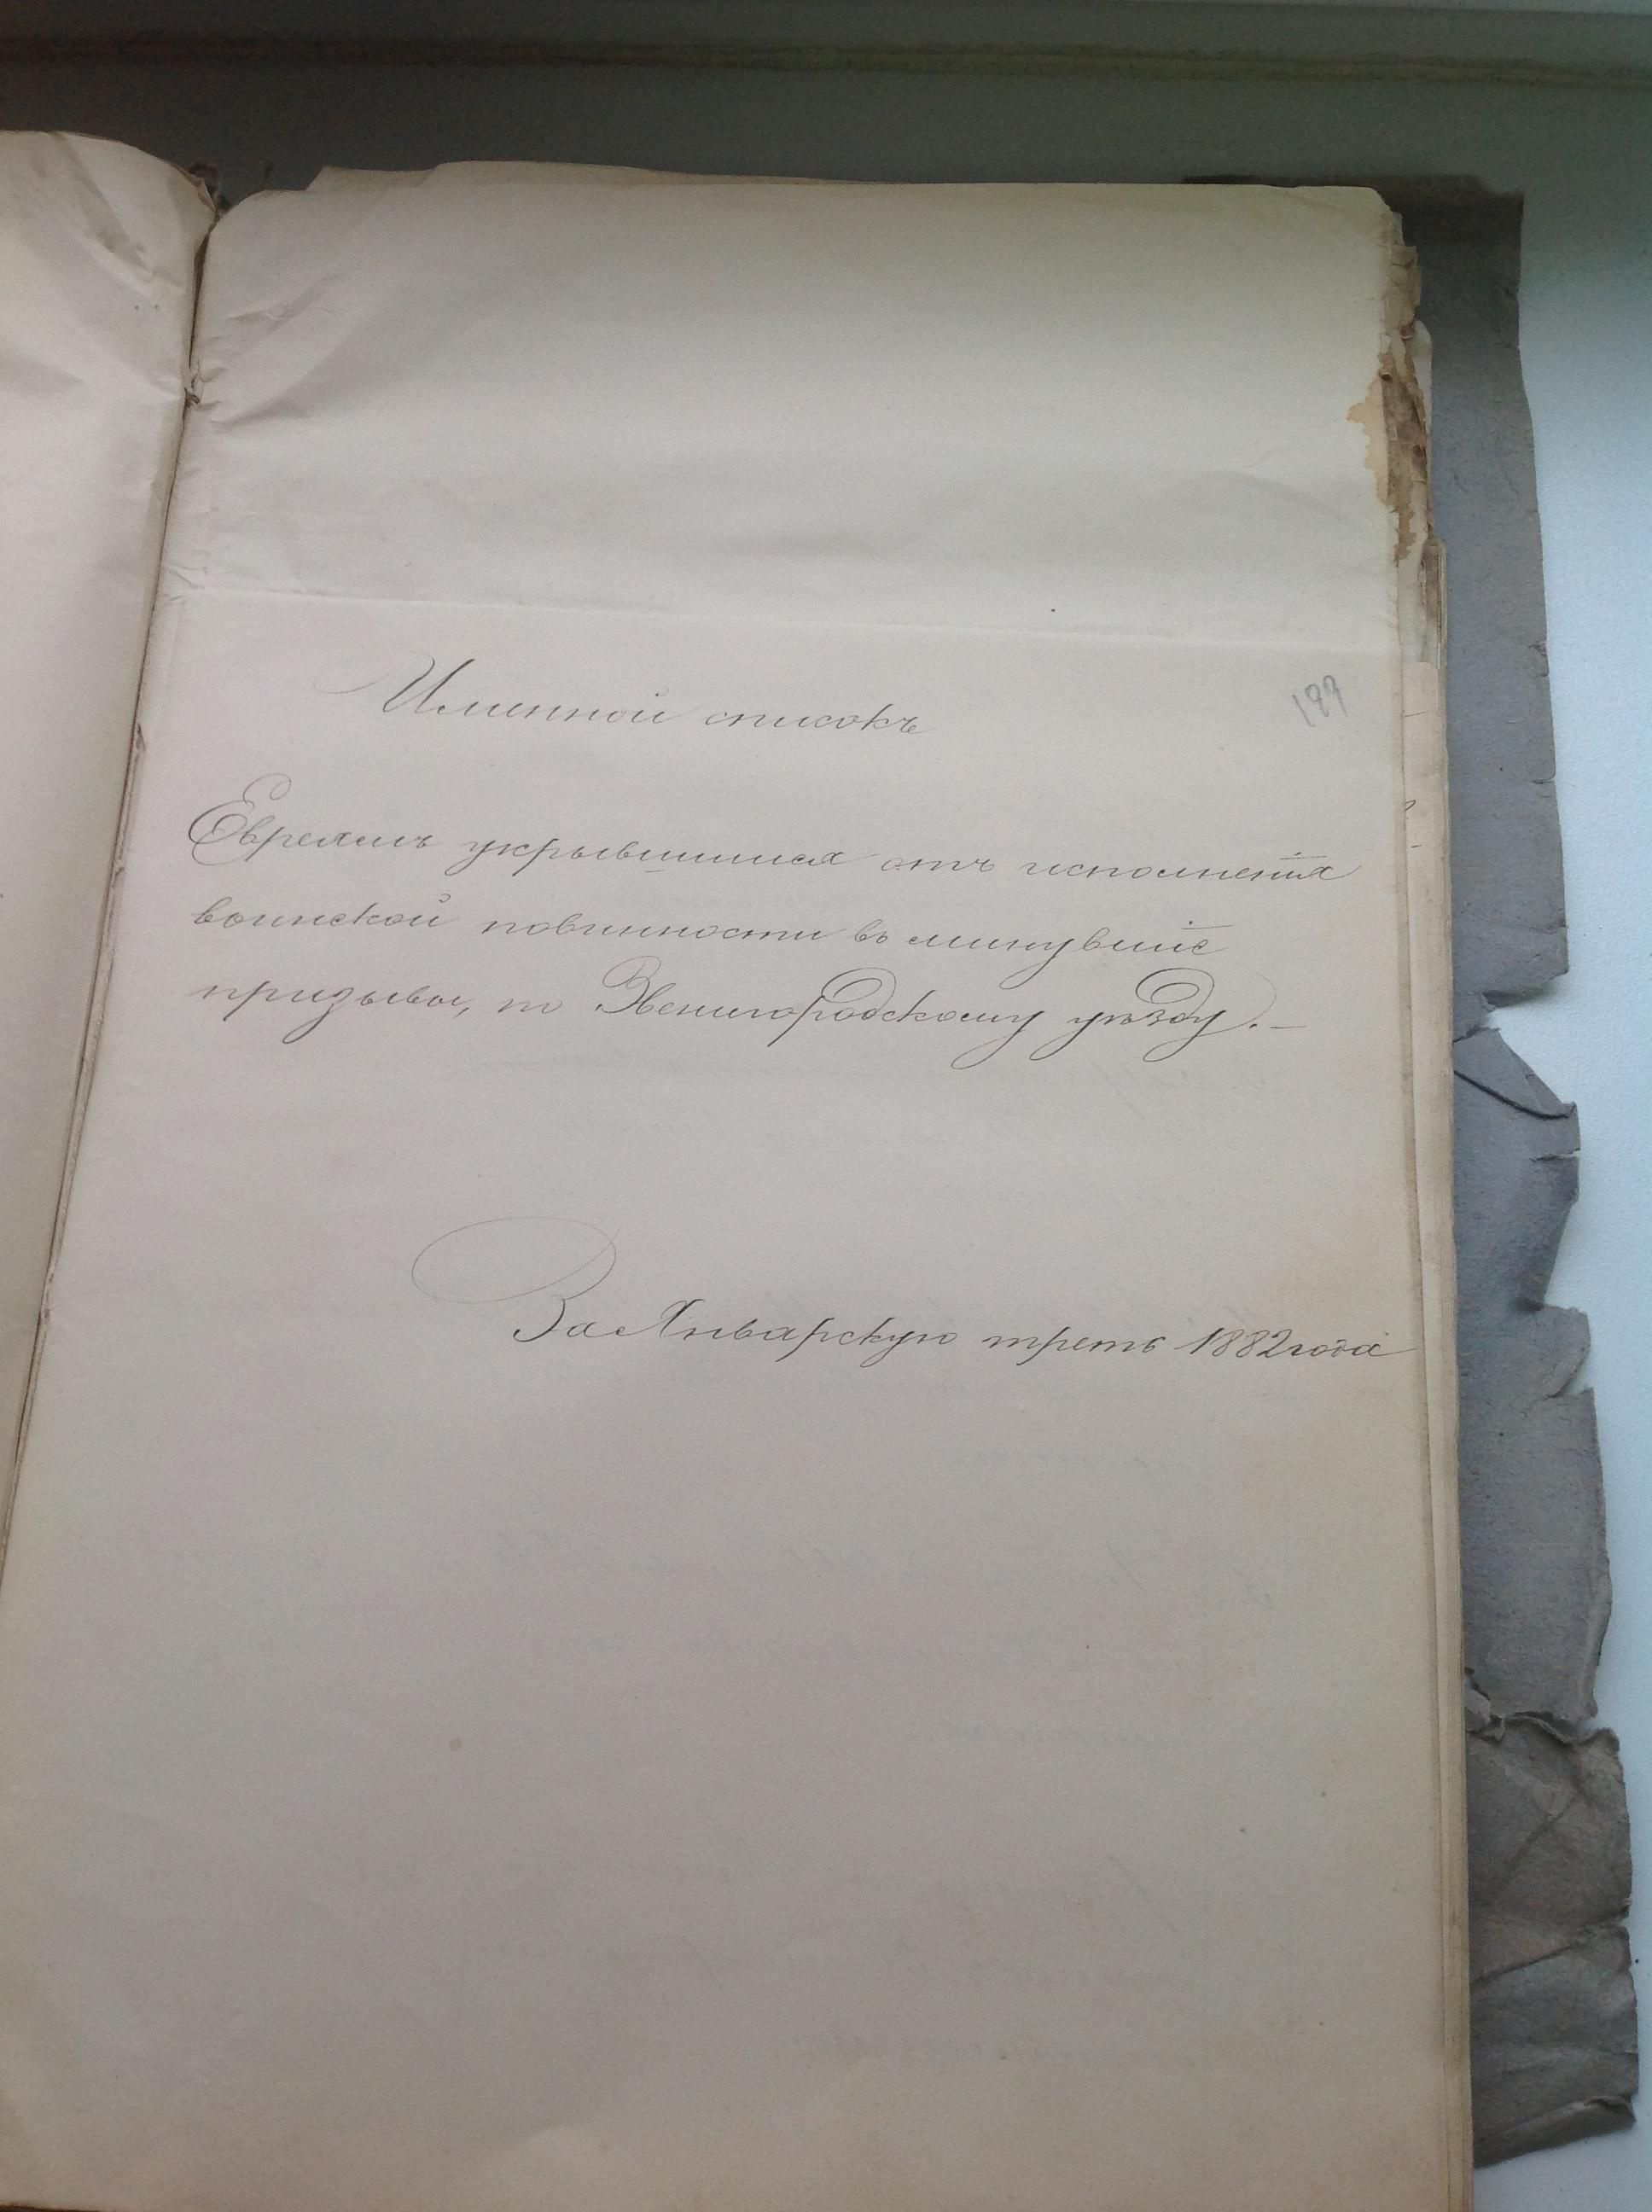 Именной списокъ
199
Евреямъ укрывшимся отъ исполненія
воинской повинности въ минувшіе
призывы, по Звенигородскому уѣзду.—
За Январскую треть 1882 года